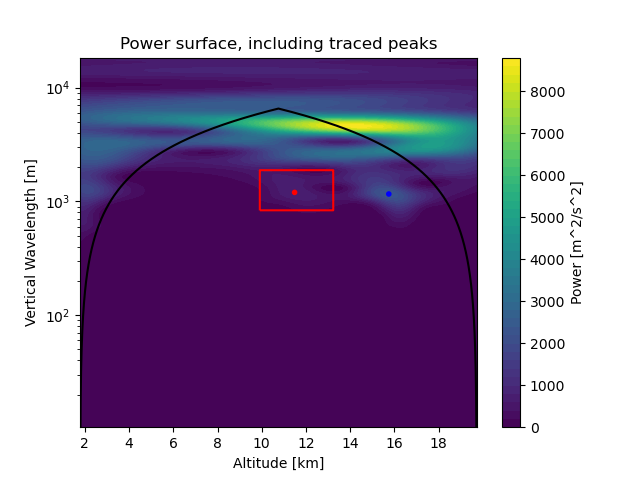 Power surface, including traced peaks
Vertical Wavelength [m]
10^4
10^3
10^2
2 4 6 8 10 12 14 16 18
Altitude [km]
8000
7000
6000
5000
4000
3000
2000
1000
0
Power [m^2/s^2]